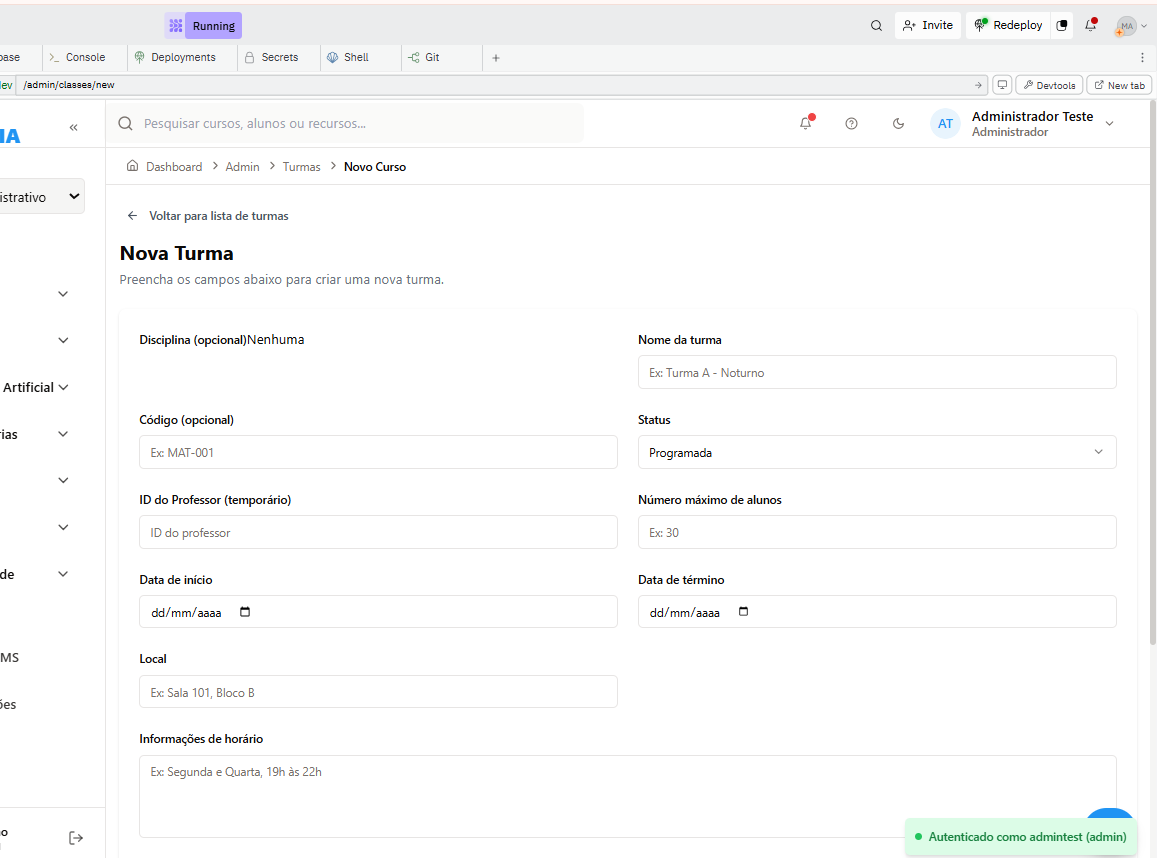 Running
Invite
Redeploy
MA
base
Console
Deployments
Secrets
Shell
Git
dev
/admin/classes/new
Devtools
New tab
IA
Pesquisar cursos, alunos ou recursos...
AT
Administrador Teste
Administrador
Dashboard
Admin
Turmas
Novo Curso
istrativo
Voltar para lista de turmas
Nova Turma
Preencha os campos abaixo para criar uma nova turma.
Disciplina (opcional)Nenhuma
Nome da turma
Ex: Turma A - Noturno
Artificial
Código (opcional)
Status
rias
Ex: MAT-001
Programada
ID do Professor (temporário)
Número máximo de alunos
ID do professor
Ex: 30
de
Data de início
Data de término
dd/mm/aaaa
dd/mm/aaaa
MS
Local
Ex: Sala 101, Bloco B
ões
Informações de horário
Ex: Segunda e Quarta, 19h às 22h
Autenticado como admintest (admin)